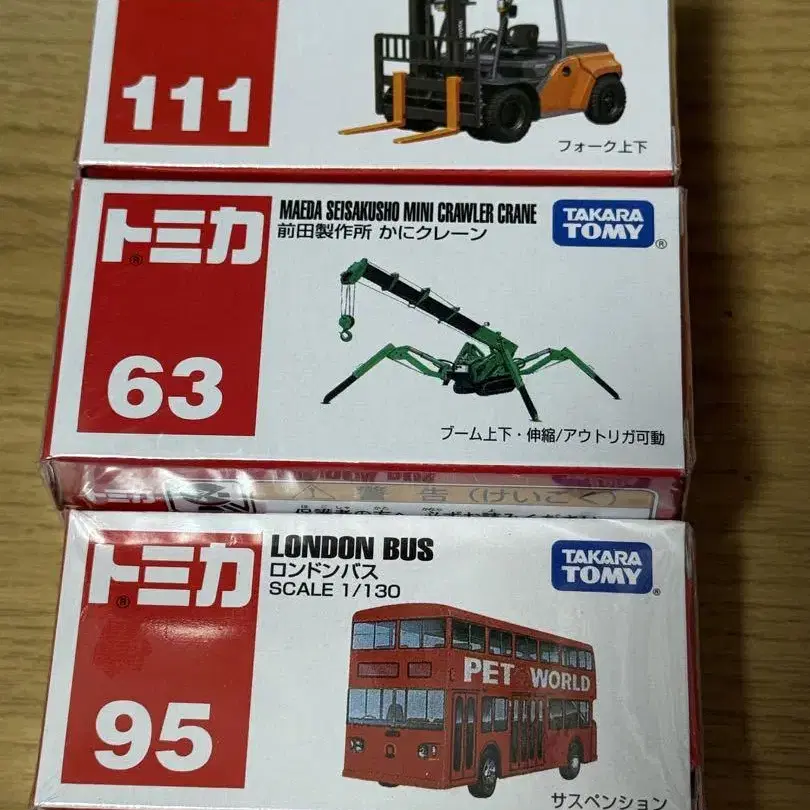 111
フォーク上下
トミカ®
MAEDA SEISAKUSHO MINI CRAWLER CRANE
前田製作所 かにクレーン
TAKARA
TOMY®
63
ブーム上下・伸縮/アウトリガ可動
トミカ
警告(けいこく)
トミカ®
LONDON BUS
ロンドンバス
SCALE 1/130
TAKARA
TOMY®
PET WORLD
95
サスペンション